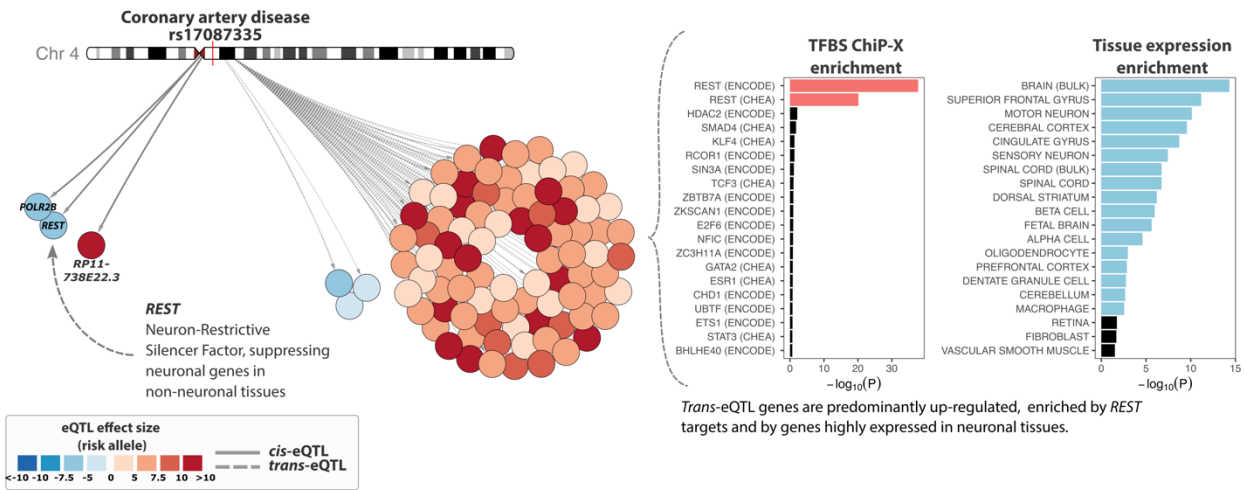 Coronary artery disease
rs17087335
Chr 4
POLR2B
REST
RP11-
738E22.3
REST
Neuron-Restrictive
Silencer Factor, suppressing
neuronal genes in
non-neuronal tissues
eQTL effect size
(risk allele)
<-10 -10 -7.5 -5 0 5 7.5 10 >10
cis-eQTL
trans-eQTL
TFBS ChiP-X
enrichment
REST (ENCODE)
REST (CHEA)
HDAC2 (ENCODE)
SMAD4 (CHEA)
KLF4 (CHEA)
RCOR1 (ENCODE)
SIN3A (ENCODE)
TCF3 (CHEA)
ZBTB7A (ENCODE)
ZKSCAN1 (ENCODE)
E2F6 (ENCODE)
NFIC (ENCODE)
ZC3H11A (ENCODE)
GATA2 (CHEA)
ESR1 (CHEA)
CHD1 (ENCODE)
UBTF (ENCODE)
ETS1 (ENCODE)
STAT3 (CHEA)
BHLHE40 (ENCODE)
0 10 20 30
−log10(P)
Tissue expression
enrichment
BRAIN (BULK)
SUPERIOR FRONTAL GYRUS
MOTOR NEURON
CEREBRAL CORTEX
CINGULATE GYRUS
SENSORY NEURON
SPINAL CORD (BULK)
SPINAL CORD
DORSAL STRIATUM
BETA CELL
FETAL BRAIN
ALPHA CELL
OLIGODENDROCYTE
PREFRONTAL CORTEX
DENTATE GRANULE CELL
CEREBELLUM
MACROPHAGE
RETINA
FIBROBLAST
VASCULAR SMOOTH MUSCLE
0 5 10 15
−log10(P)
Trans-eQTL genes are predominantly up-regulated, enriched by REST
targets and by genes highly expressed in neuronal tissues.